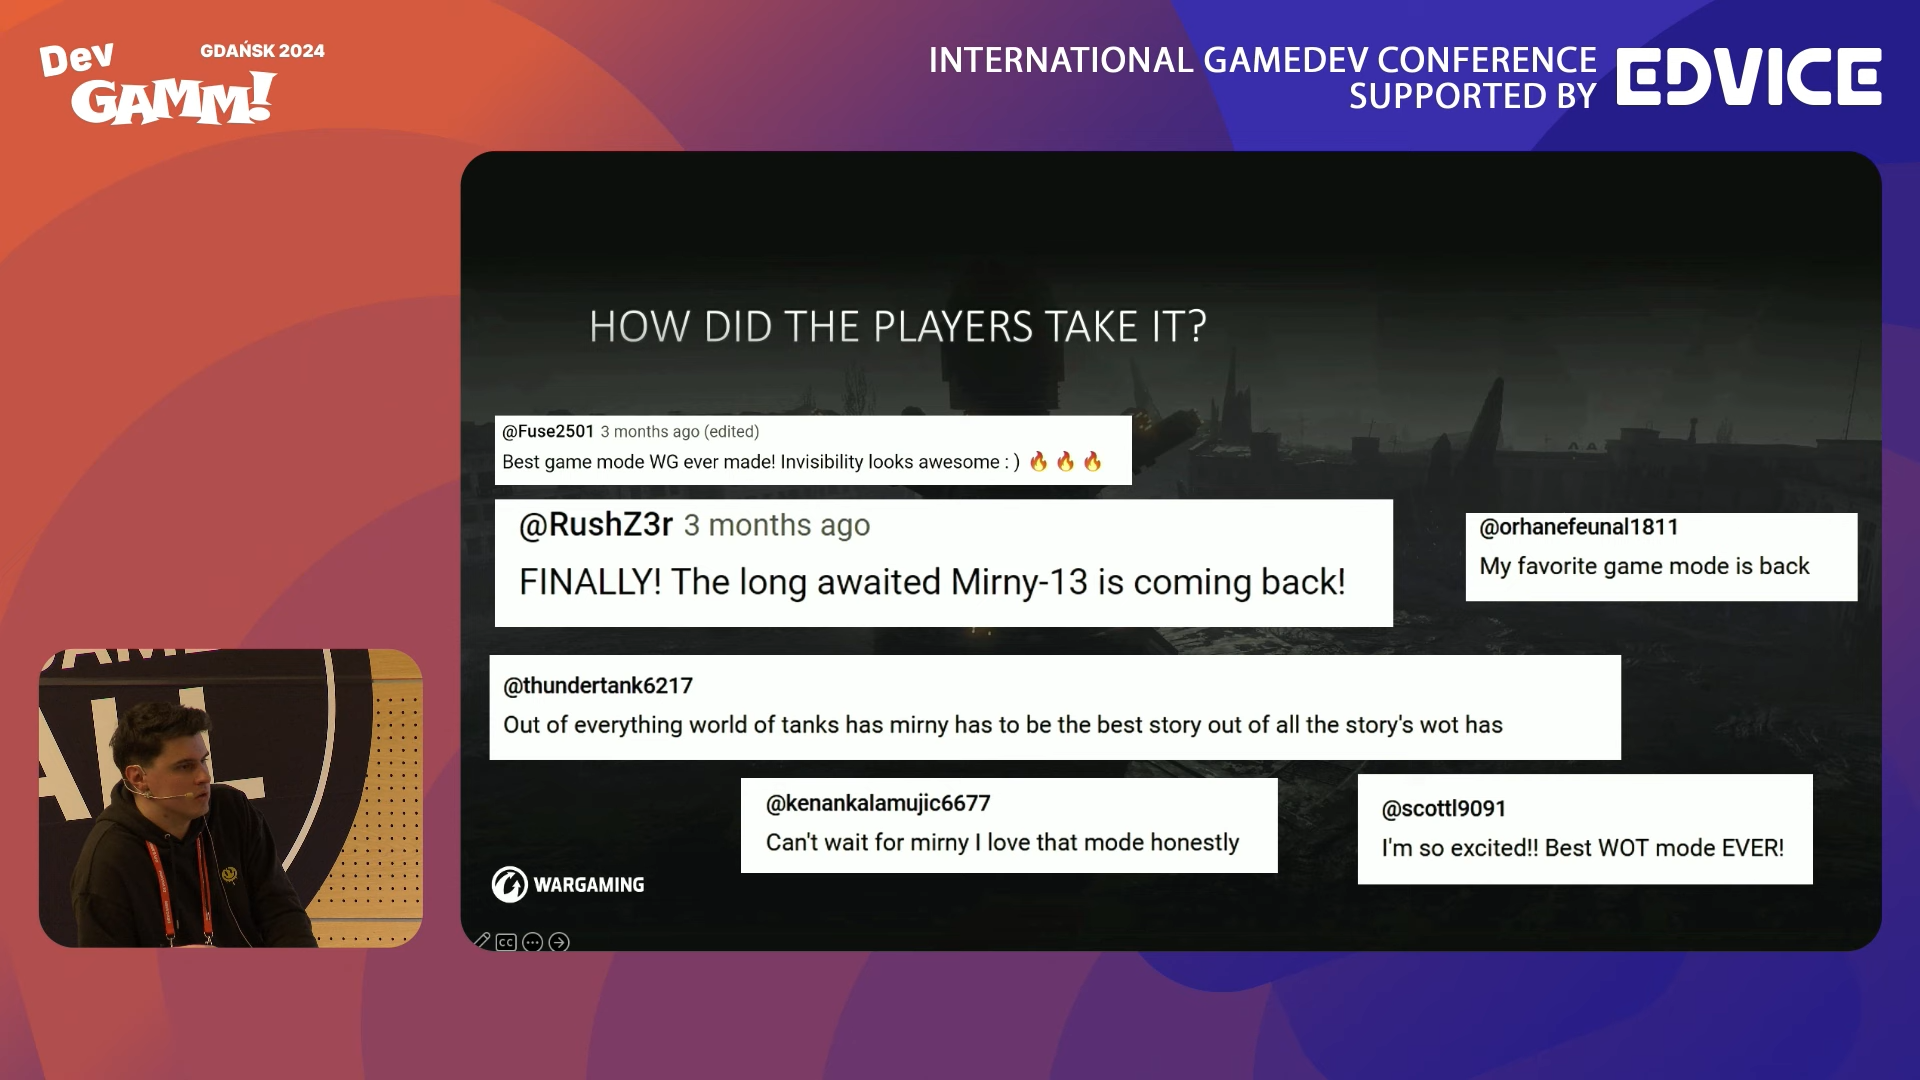 Dev
GAMM!
GDAŃSK 2024
INTERNATIONAL GAMEDEV CONFERENCE
SUPPORTED BY
EDVICE
HOW DID THE PLAYERS TAKE IT?
@Fuse2501 3 months ago (edited)
Best game mode WG ever made! Invisibility looks awesome : ) 🔥 🔥 🔥
@RushZ3r 3 months ago
FINALLY! The long awaited Mirny-13 is coming back!
@orhanefeunal1811
My favorite game mode is back
@thundertank6217
Out of everything world of tanks has mirny has to be the best story out of all the story's wot has
@kenankalamujic6677
Can't wait for mirny I love that mode honestly
@scottl9091
I'm so excited!! Best WOT mode EVER!
WARGAMING
CC